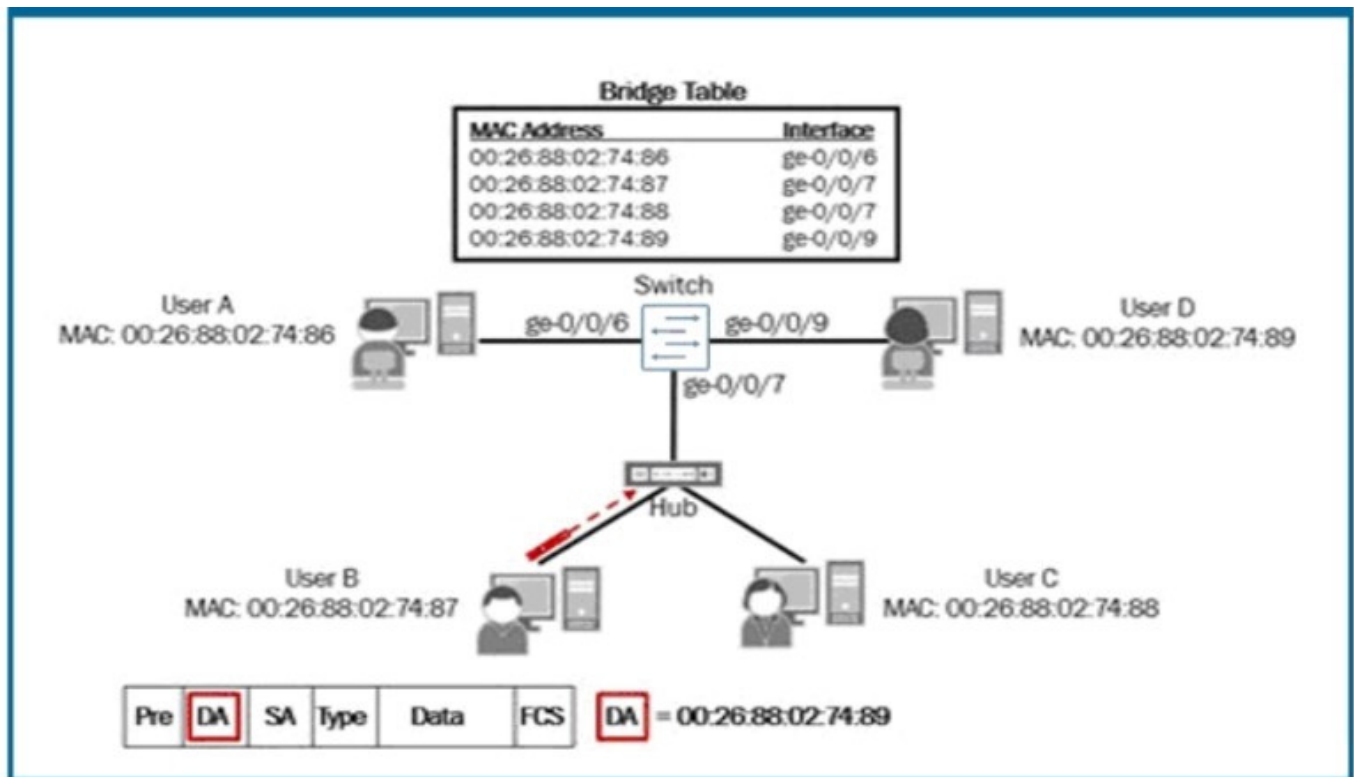 Bridge Table
MAC Address Interface
00:26:88:02:74:86 ge-0/0/6
00:26:88:02:74:87 ge-0/0/7
00:26:88:02:74:88 ge-0/0/7
00:26:88:02:74:89 ge-0/0/9
Switch
User A
MAC: 00:26:88:02:74:86
ge-0/0/6
ge-0/0/9
User D
MAC: 00:26:88:02:74:89
ge-0/0/7
Hub
User B
MAC: 00:26:88:02:74:87
User C
MAC: 00:26:88:02:74:88
Pre DA SA Type Data FCS DA = 00:26:88:02:74:89